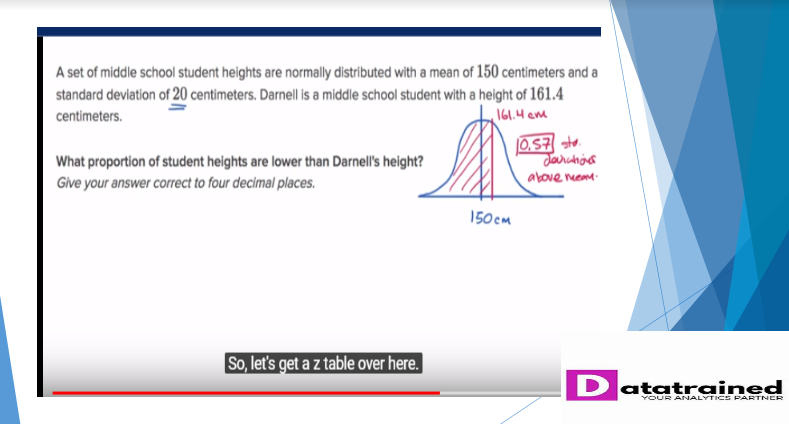 A set of middle school student heights are normally distributed with a mean of 150 centimeters and a
standard deviation of 20 centimeters. Darnell is a middle school student with a height of 161.4
centimeters.
161.4 cm
0.57 std.
deviations
above mean.
What proportion of student heights are lower than Darnell's height?
Give your answer correct to four decimal places.
150cm
So, let's get a z table over here.
Datatrained
YOUR ANALYTICS PARTNER